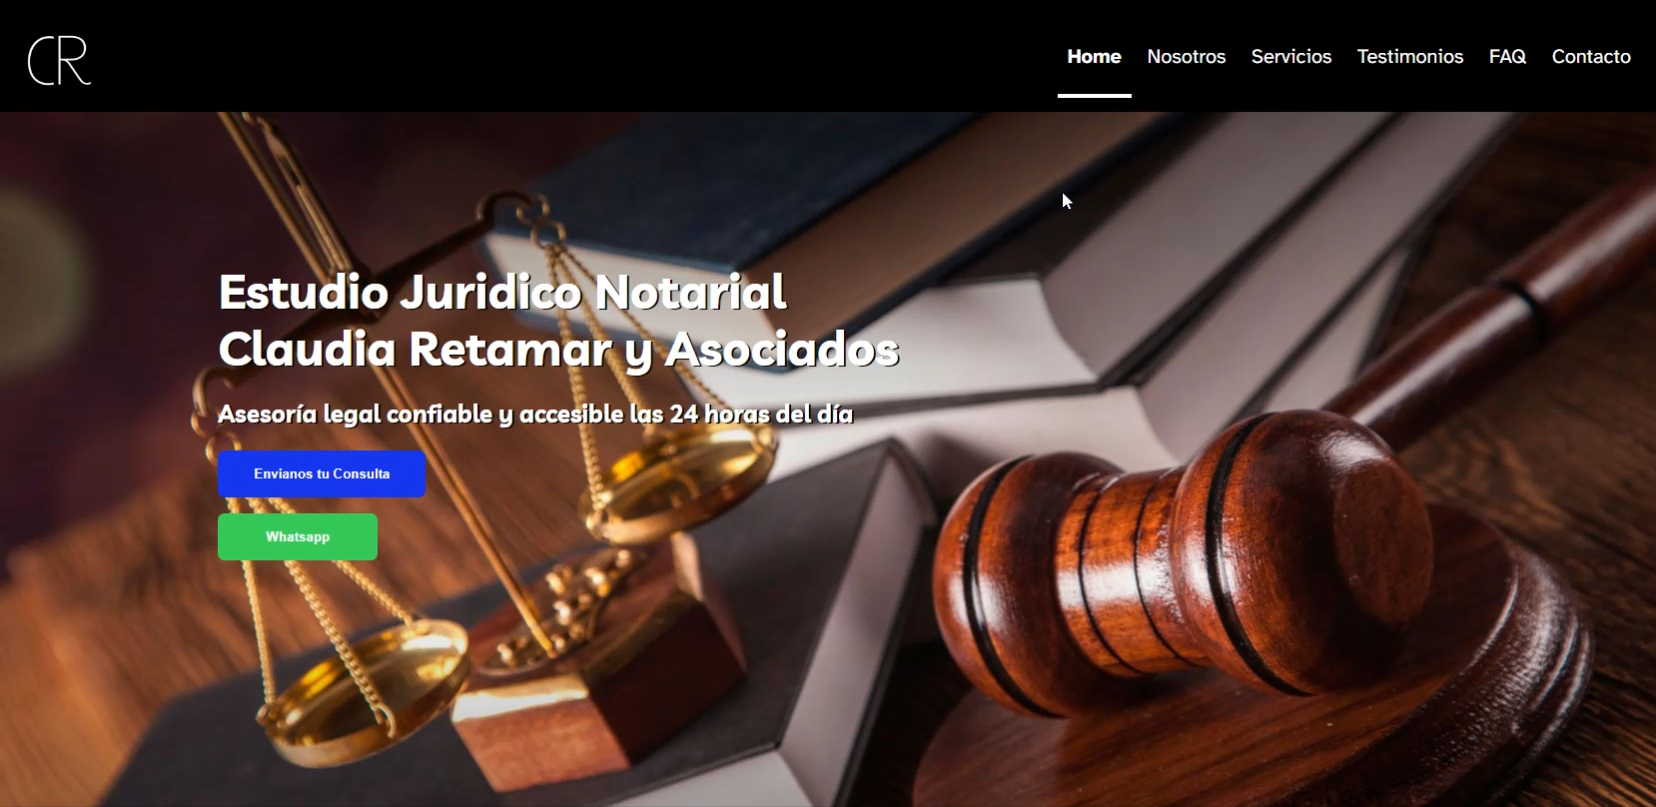 CR
Home Nosotros Servicios Testimonios FAQ Contacto
Estudio Juridico Notarial
Claudia Retamar y Asociados
Asesoría legal confiable y accesible las 24 horas del día
Envianos tu Consulta
Whatsapp